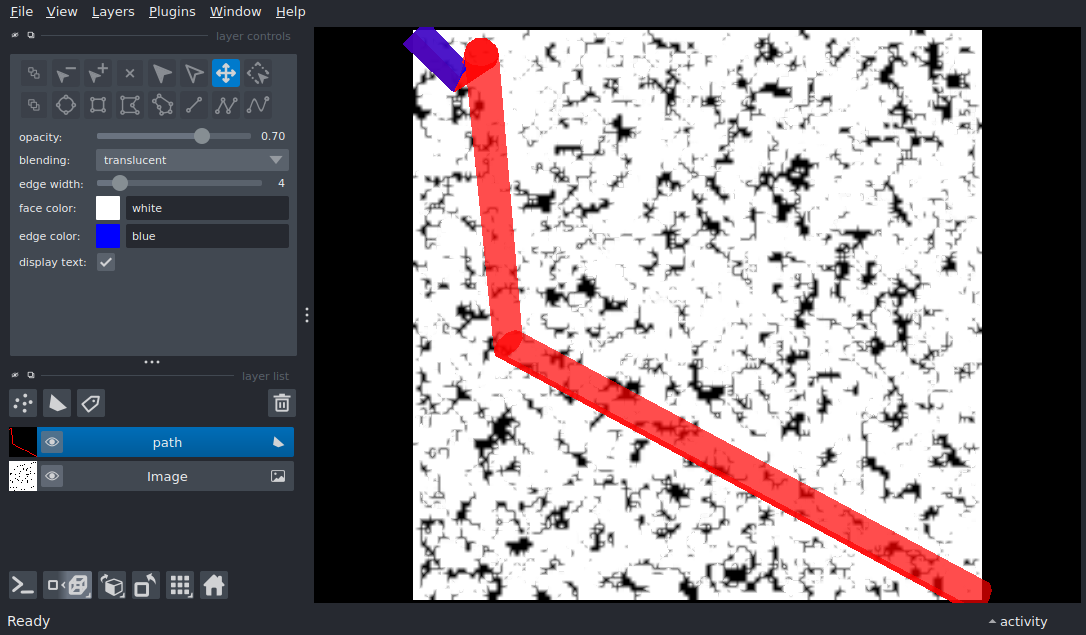 File View Layers Plugins Window Help
layer controls
opacity: 0.70
blending: translucent
edge width: 4
face color: white
edge color: blue
display text:
layer list
path
Image
Ready activity